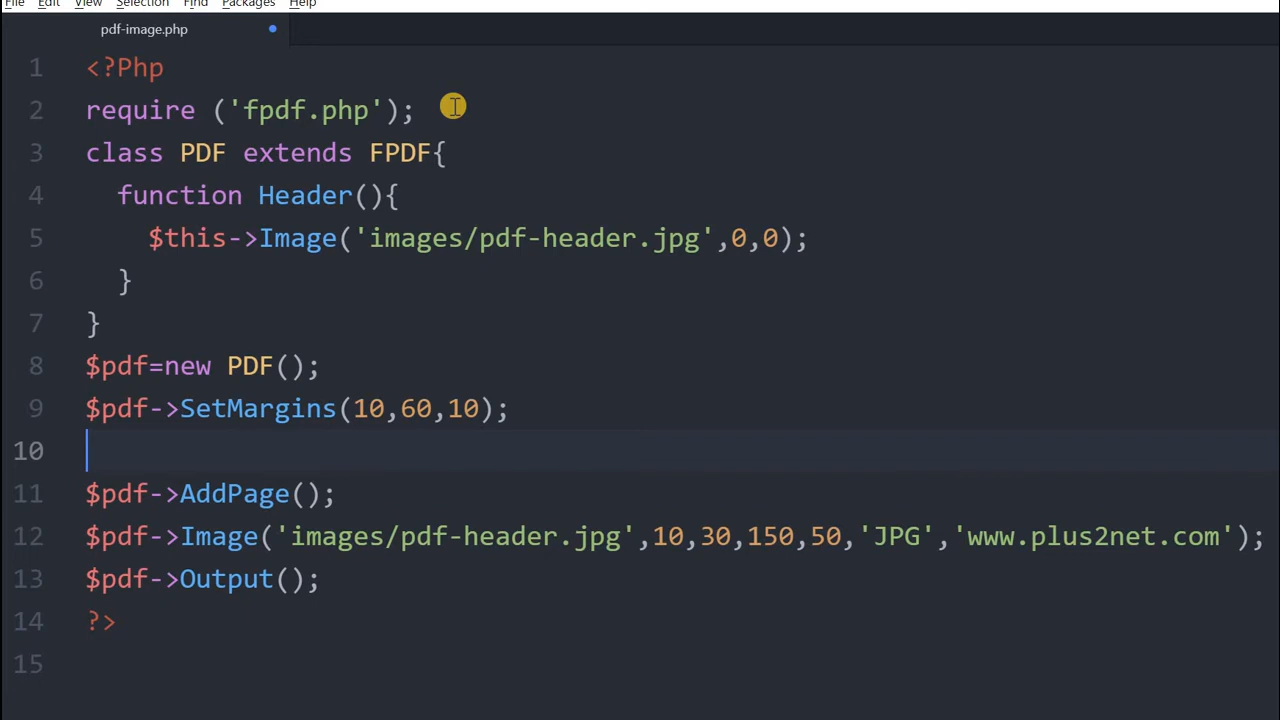 File Edit View Selection Find Packages Help
pdf-image.php
1 <?Php
2 require ('fpdf.php');
3 class PDF extends FPDF{
4 function Header(){
5 $this->Image('images/pdf-header.jpg',0,0);
6 }
7 }
8 $pdf=new PDF();
9 $pdf->SetMargins(10,60,10);
10
11 $pdf->AddPage();
12 $pdf->Image('images/pdf-header.jpg',10,30,150,50,'JPG','www.plus2net.com');
13 $pdf->Output();
14 ?>
15